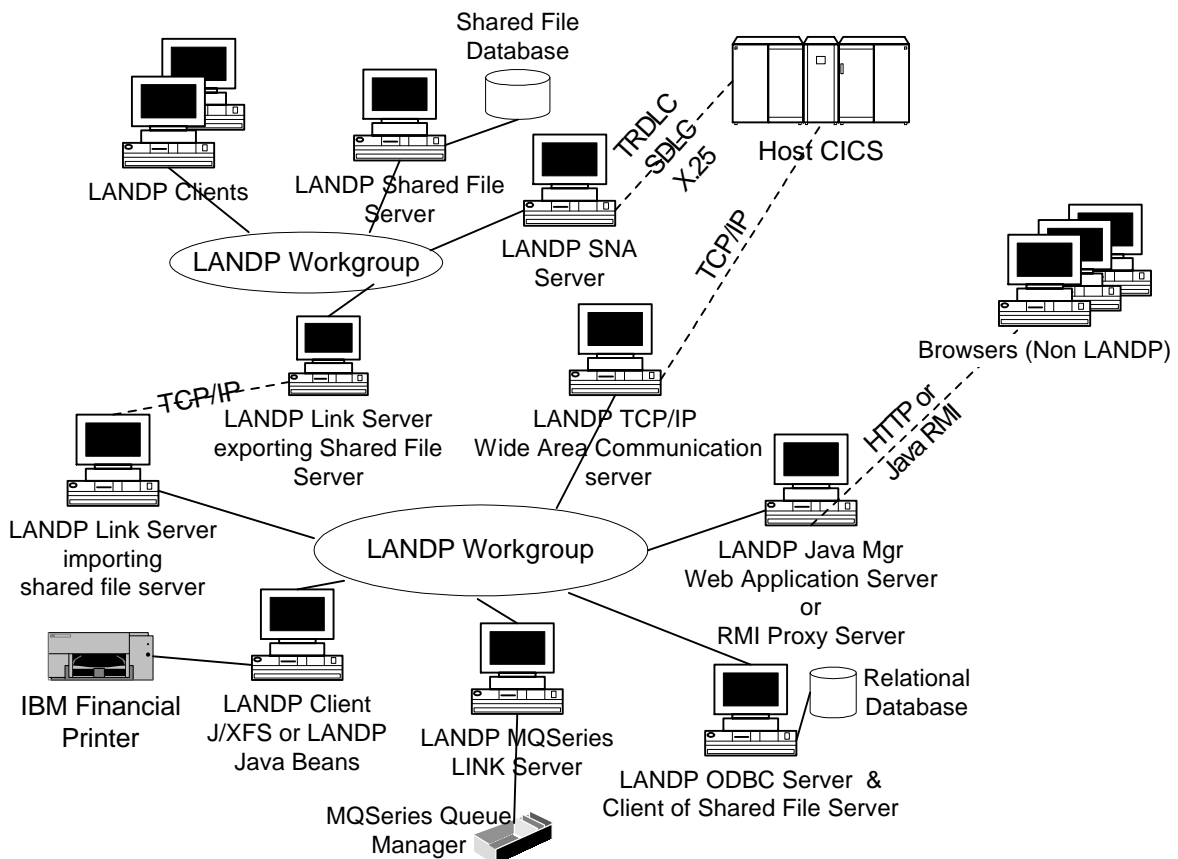 Shared File
Database
LANDP Clients
LANDP Shared File
Server
TRDLC
SDLC
X.25
Host CICS
LANDP SNA
Server
LANDP Workgroup
TCP/IP
Browsers (Non LANDP)
TCP/IP
LANDP Link Server
exporting Shared File
Server
LANDP TCP/IP
Wide Area Communication
server
HTTP or
Java RMI
LANDP Link Server
importing
shared file server
LANDP Workgroup
LANDP Java Mgr
Web Application Server
or
RMI Proxy Server
IBM Financial
Printer
LANDP Client
J/XFS or LANDP
Java Beans
LANDP MQSeries
LINK Server
Relational
Database
LANDP ODBC Server &
Client of Shared File Server
MQSeries Queue
Manager